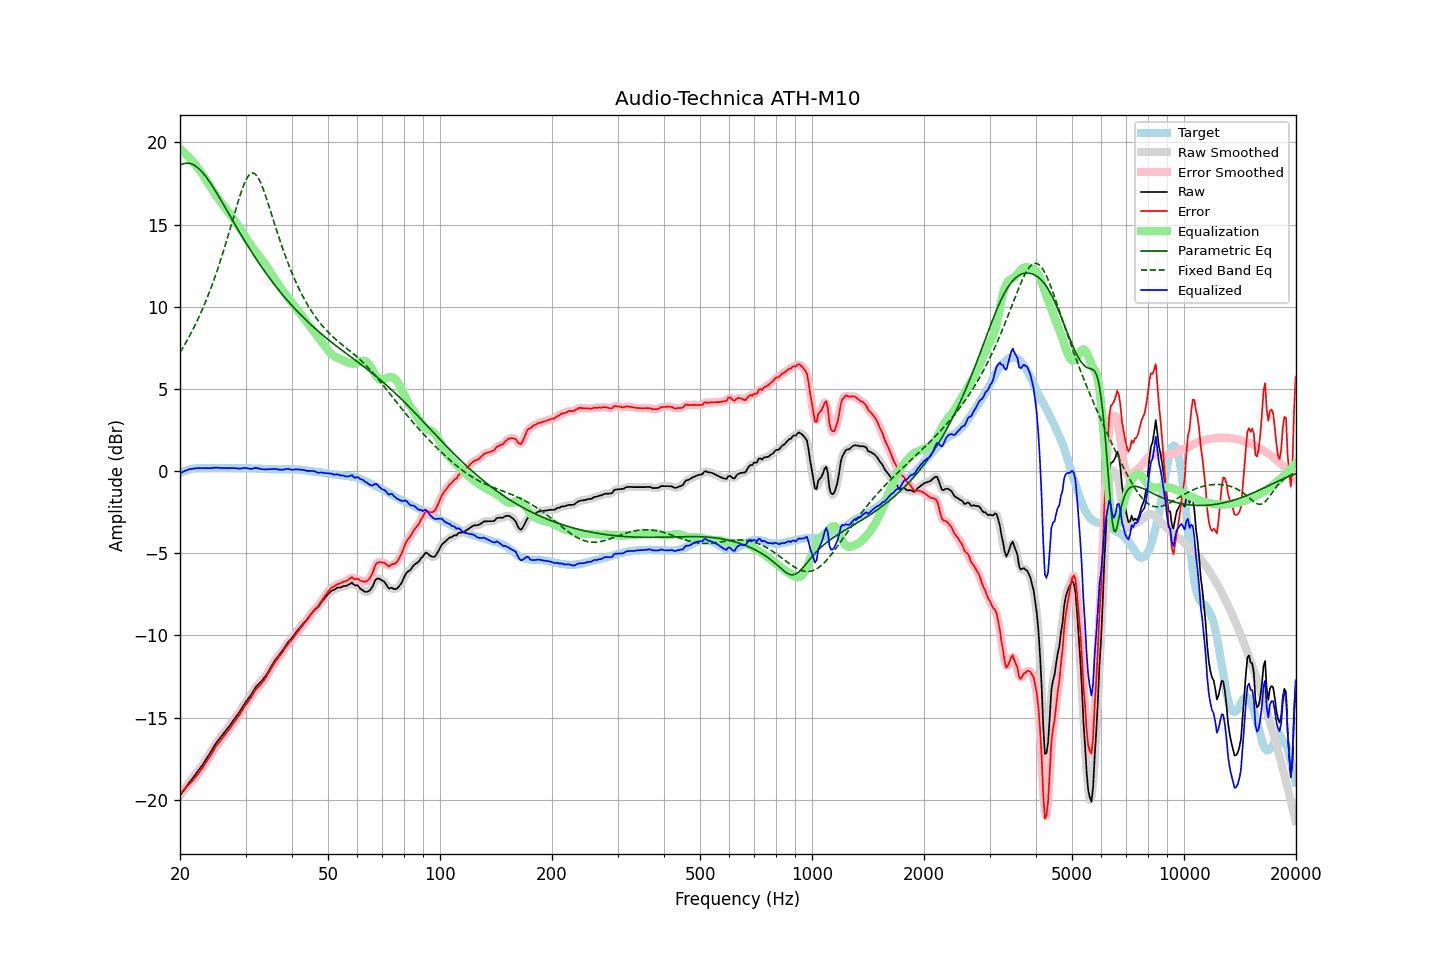 Audio-Technica ATH-M10
Target
Raw Smoothed
Error Smoothed
Raw
Error
Equalization
Parametric Eq
Fixed Band Eq
Equalized
Amplitude (dBr)
20
15
10
5
0
−5
−10
−15
−20
20 50 100 200 500 1000 2000 5000 10000 20000
Frequency (Hz)